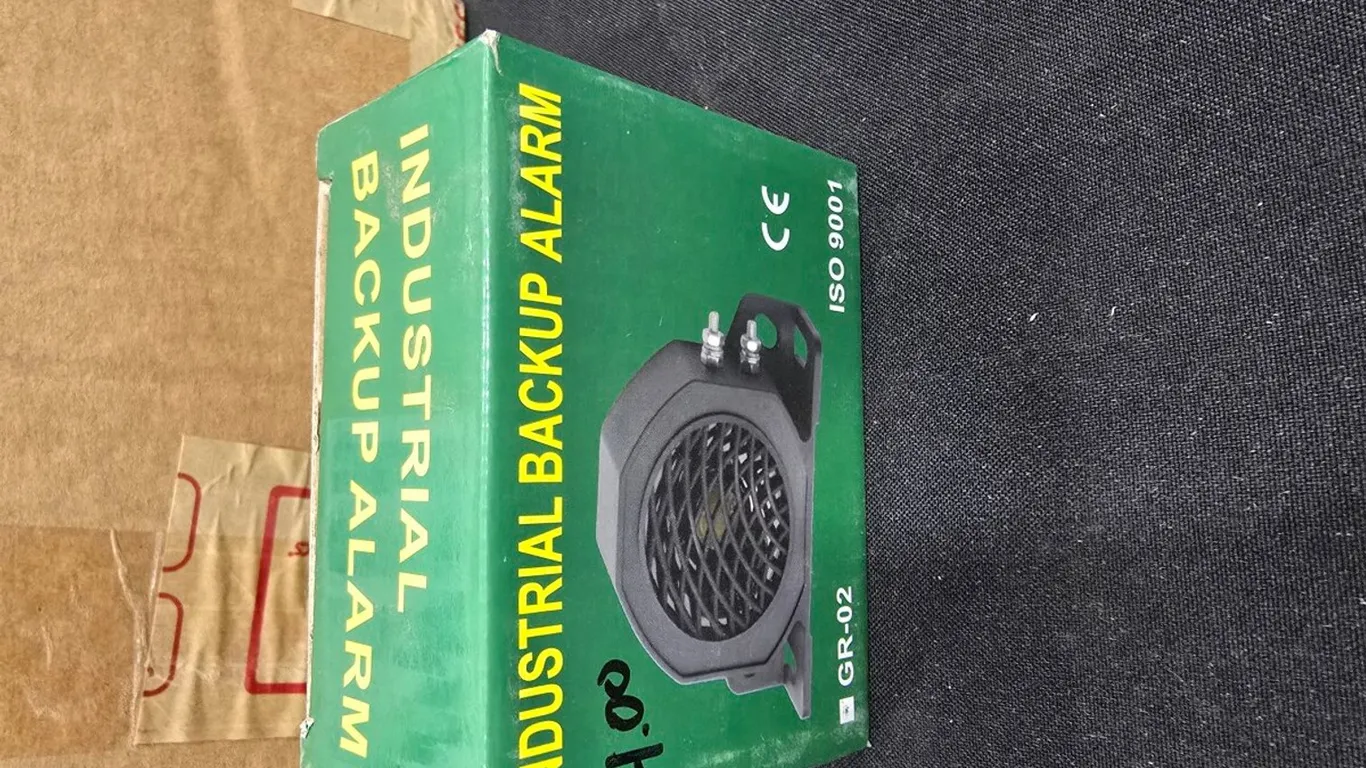 INDUSTRIAL
BACKUP ALARM
INDUSTRIAL BACKUP ALARM
CE
GR-02
ISO 9001